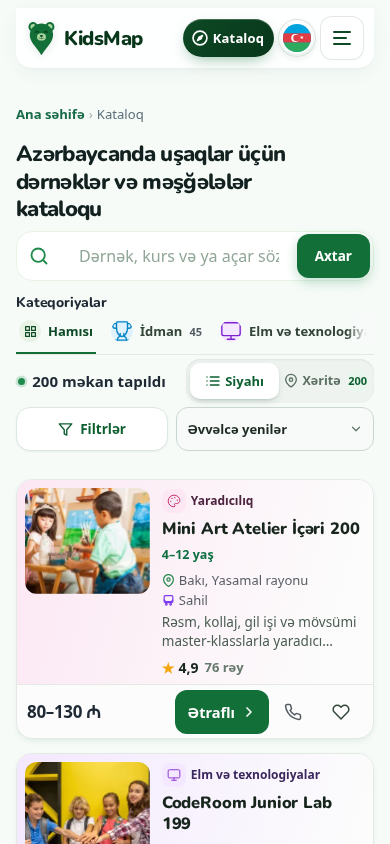 KidsMap
Kataloq
Ana səhifə › Kataloq
Azərbaycanda uşaqlar üçün
dərnəklər və məşğələlər
kataloqu
Dərnək, kurs və ya açar söz
Axtar
Kateqoriyalar
Hamısı
İdman 45
Elm və texnologiy
200 məkan tapıldı
Siyahı
Xəritə 200
Filtrlər
Əvvəlcə yenilər
Yaradıcılıq
Mini Art Atelier İçəri 200
4–12 yaş
Bakı, Yasamal rayonu
Sahil
Rəsm, kollaj, gil işi və mövsümi
master-klasslarla yaradıcı...
★ 4,9 76 rəy
80–130 ₼
Ətraflı
Elm və texnologiyalar
CodeRoom Junior Lab
199